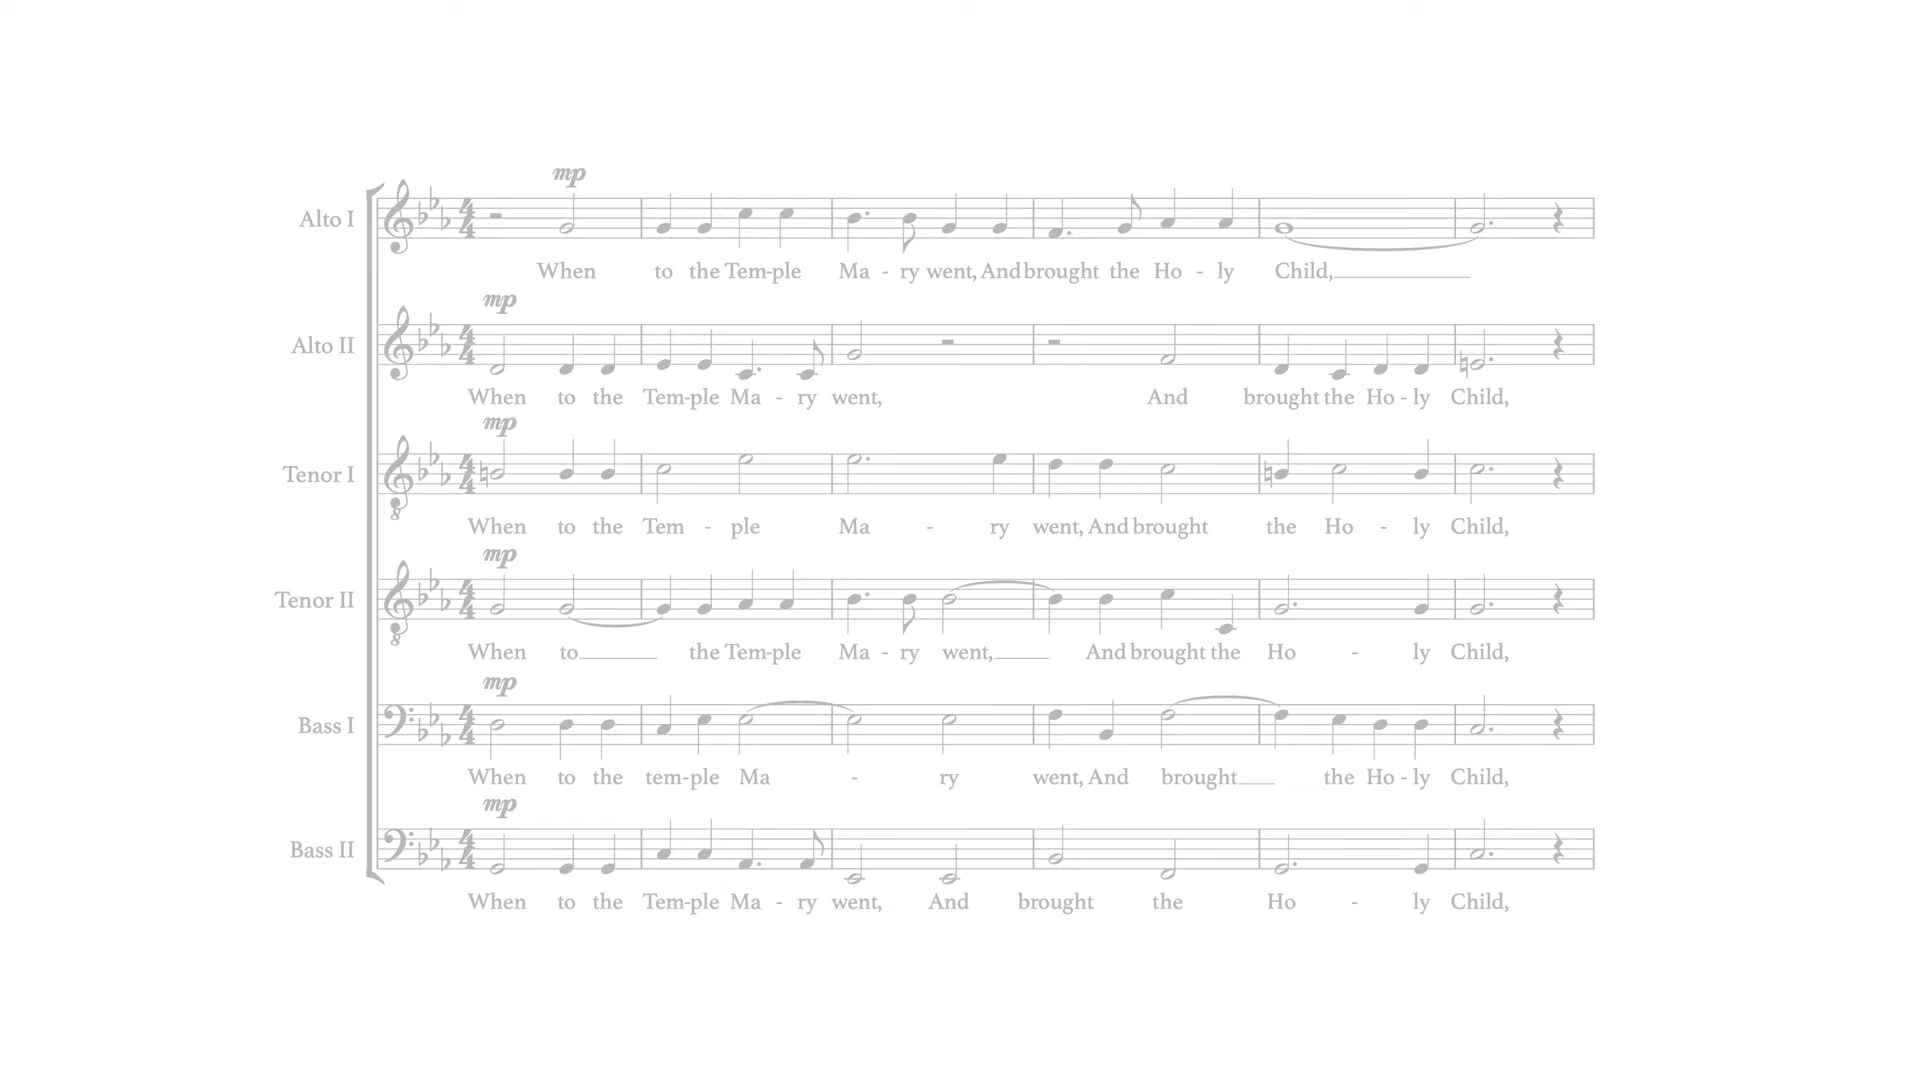 mp
Alto I
When to the Tem-ple Ma - ry went, And brought the Ho - ly Child,
mp
Alto II
When to the Tem-ple Ma - ry went, And brought the Ho - ly Child,
mp
Tenor I
8
When to the Tem - ple Ma - ry went, And brought the Ho - ly Child,
mp
Tenor II
8
When to the Tem-ple Ma - ry went, And brought the Ho - ly Child,
mp
Bass I
When to the tem-ple Ma - ry went, And brought the Ho - ly Child,
mp
Bass II
When to the Tem-ple Ma - ry went, And brought the Ho - ly Child,